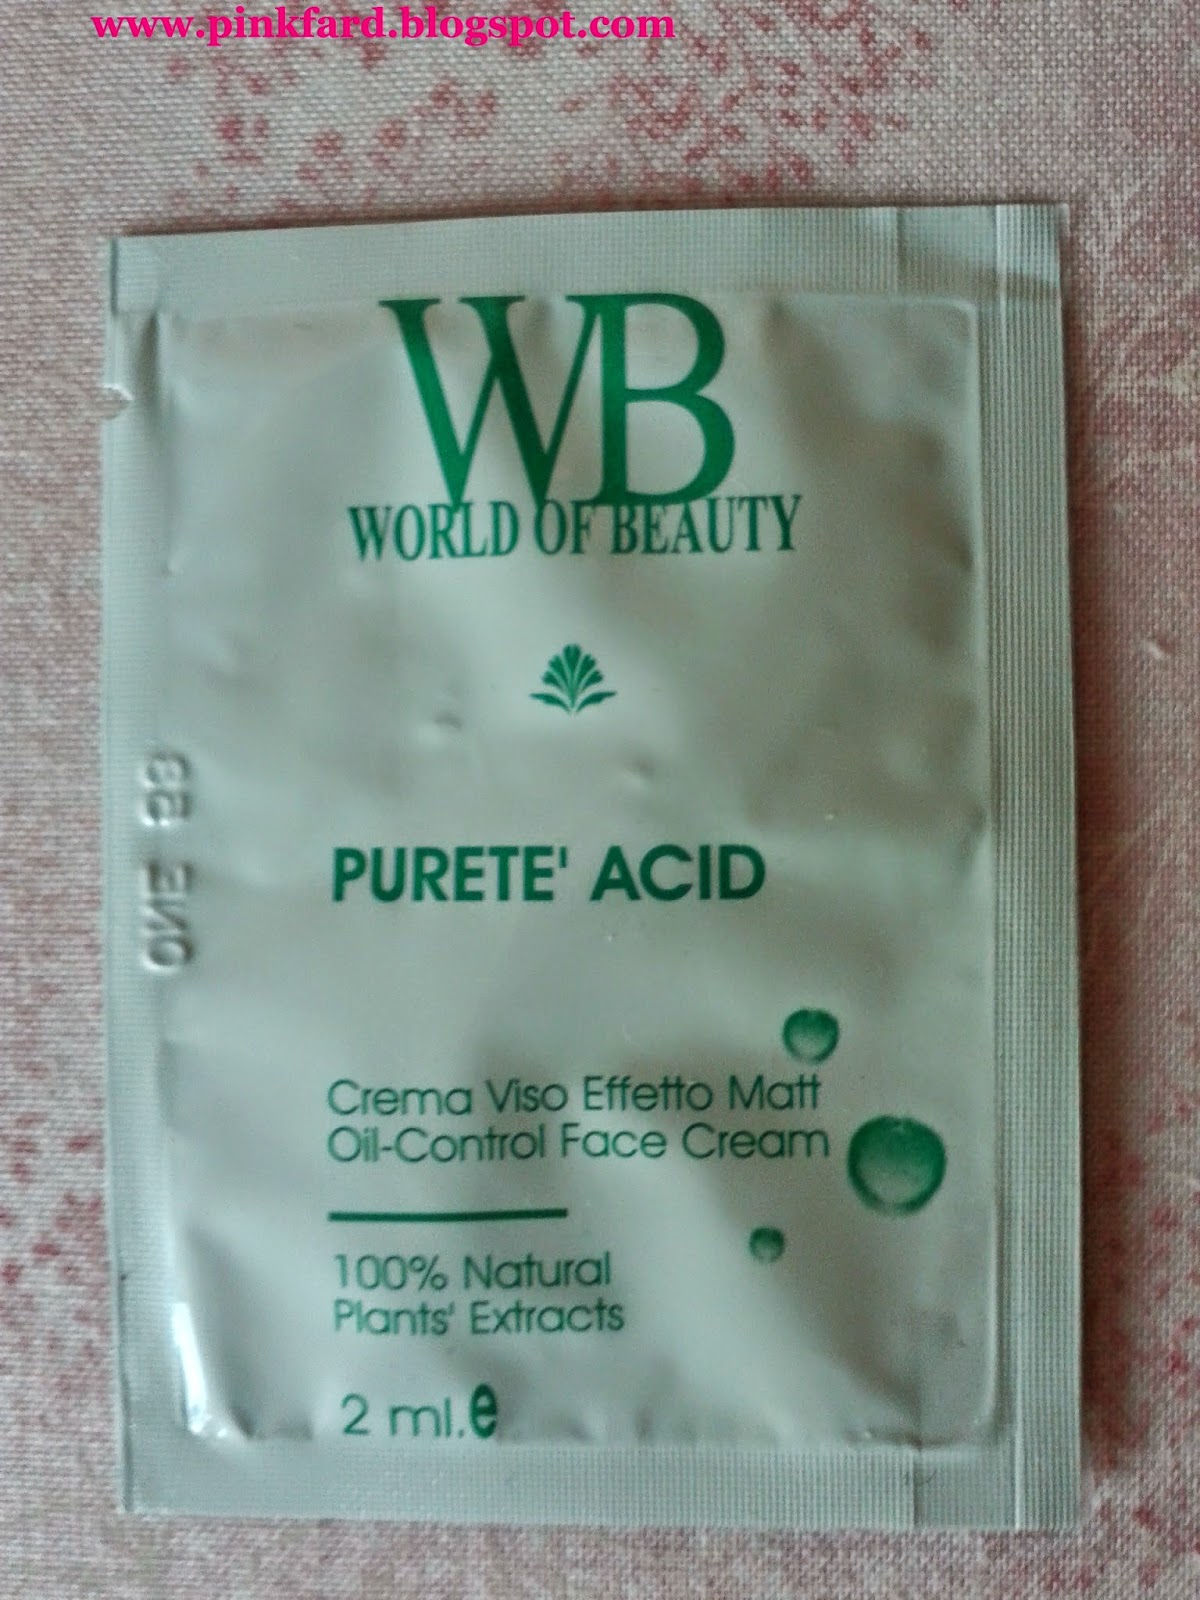 www.pinkfard.blogspot.com
WB
WORLD OF BEAUTY
PURETE' ACID
Crema Viso Effetto Matt
Oil-Control Face Cream
100% Natural
Plants' Extracts
2 ml.e